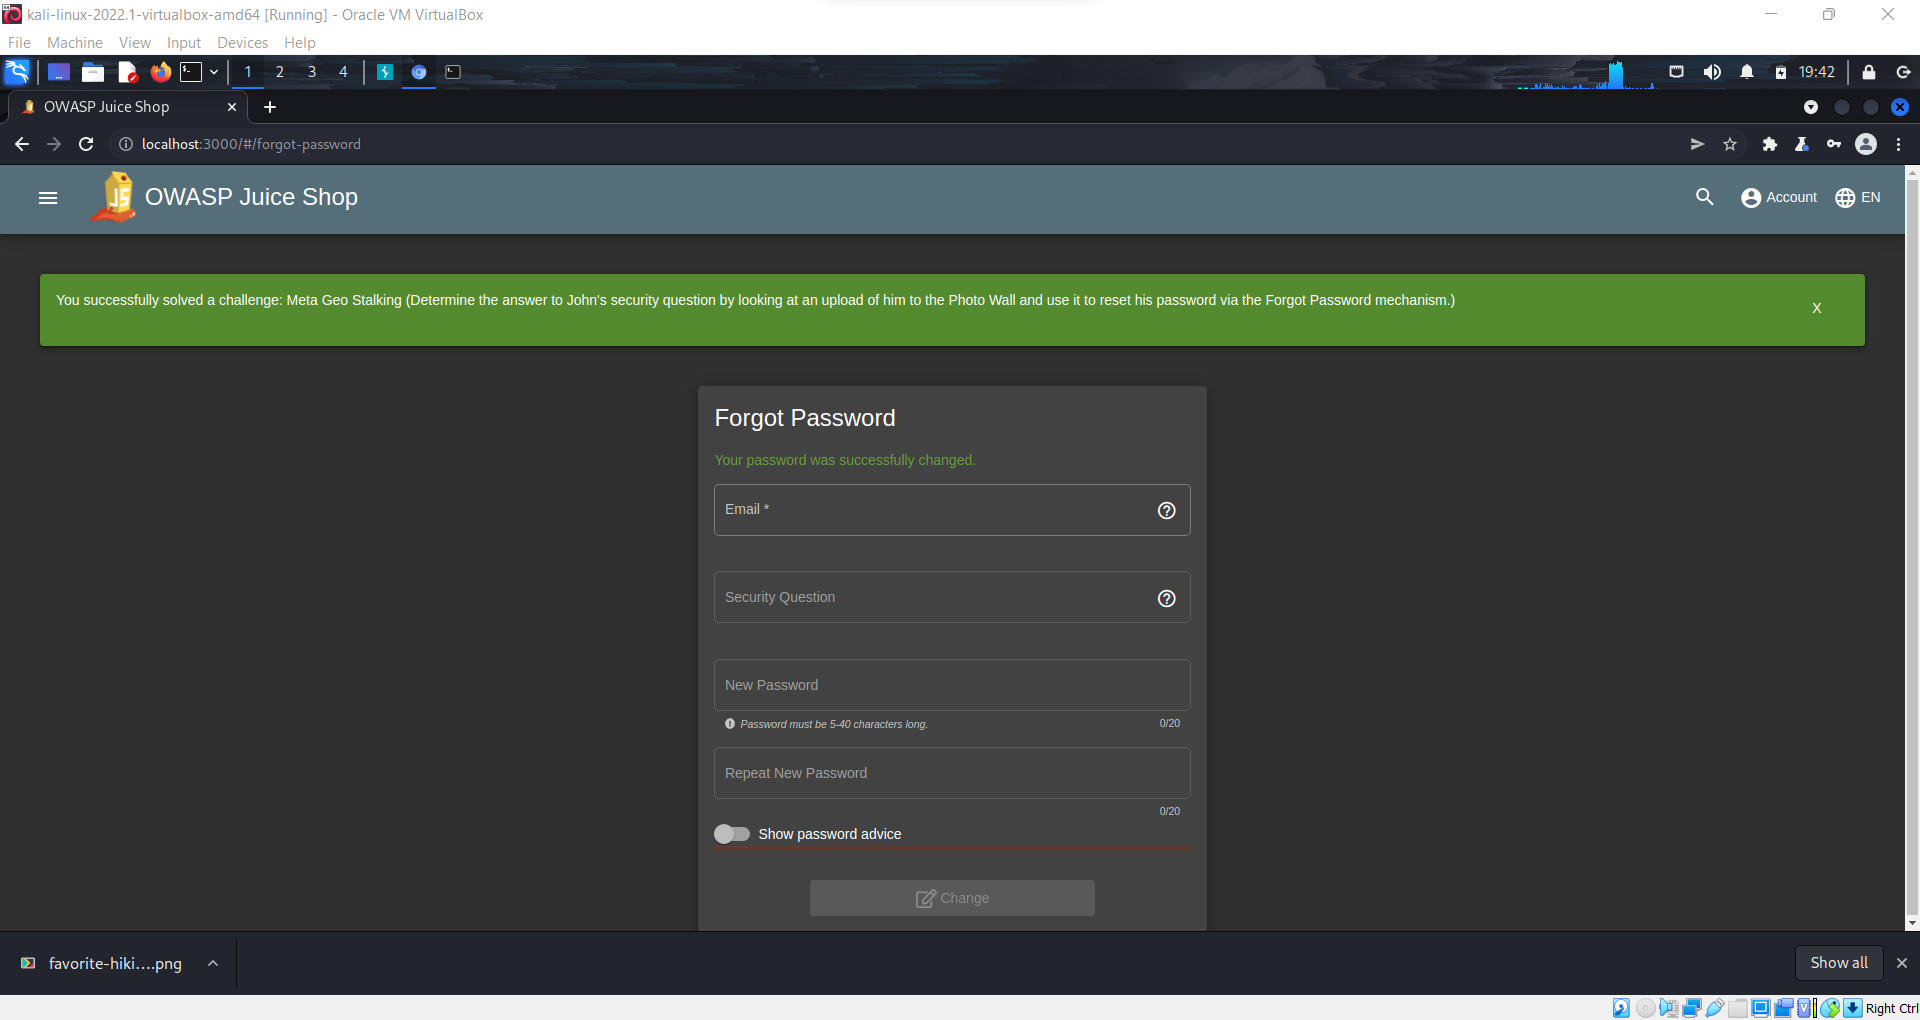 kali-linux-2022.1-virtualbox-amd64 [Running] - Oracle VM VirtualBox
File Machine View Input Devices Help
1 2 3 4 19:42
OWASP Juice Shop
localhost:3000/#/forgot-password
JS OWASP Juice Shop Account EN
You successfully solved a challenge: Meta Geo Stalking (Determine the answer to John's security question by looking at an upload of him to the Photo Wall and use it to reset his password via the Forgot Password mechanism.)
X
Forgot Password
Your password was successfully changed.
Email *
Security Question
New Password
Password must be 5-40 characters long. 0/20
Repeat New Password
0/20
Show password advice
Change
favorite-hiki....png Show all
Right Ctrl